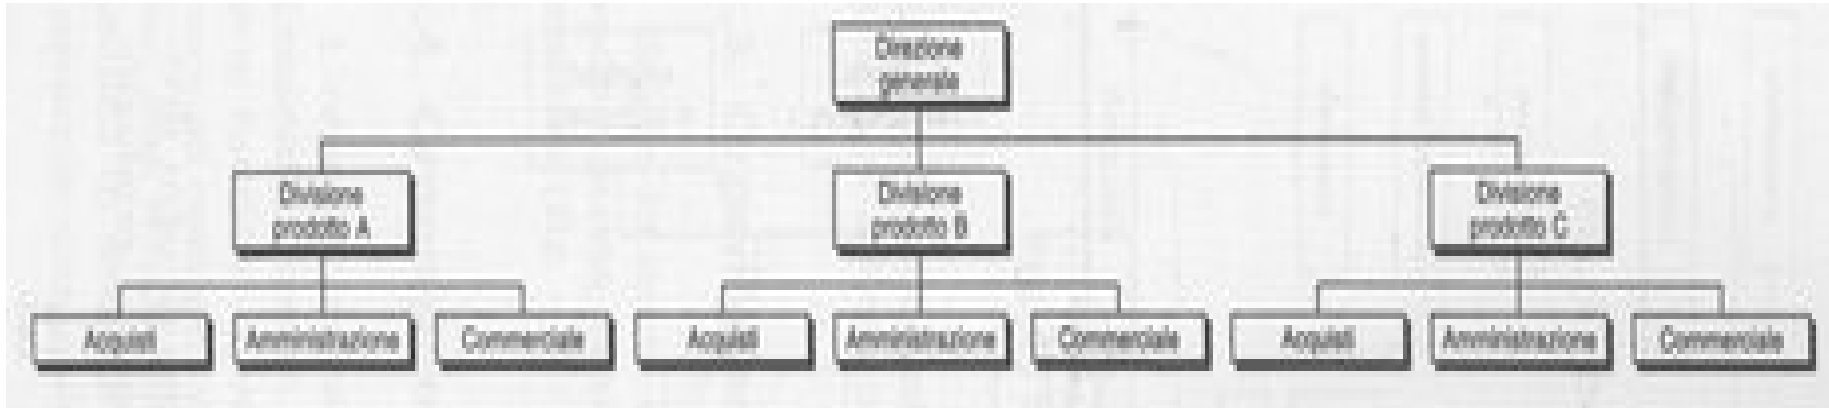 Direzione
generale
Divisione
prodotto A
Divisione
prodotto B
Divisione
prodotto C
Acquisti
Amministrazione
Commerciale
Acquisti
Amministrazione
Commerciale
Acquisti
Amministrazione
Commerciale